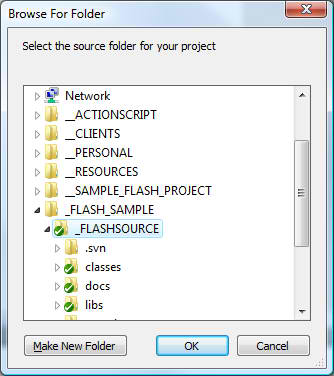 Browse For Folder
Select the source folder for your project
Network
__ACTIONSCRIPT
__CLIENTS
__PERSONAL
__RESOURCES
__SAMPLE_FLASH_PROJECT
_FLASH_SAMPLE
_FLASHSOURCE
.svn
classes
docs
libs
Make New Folder
OK
Cancel